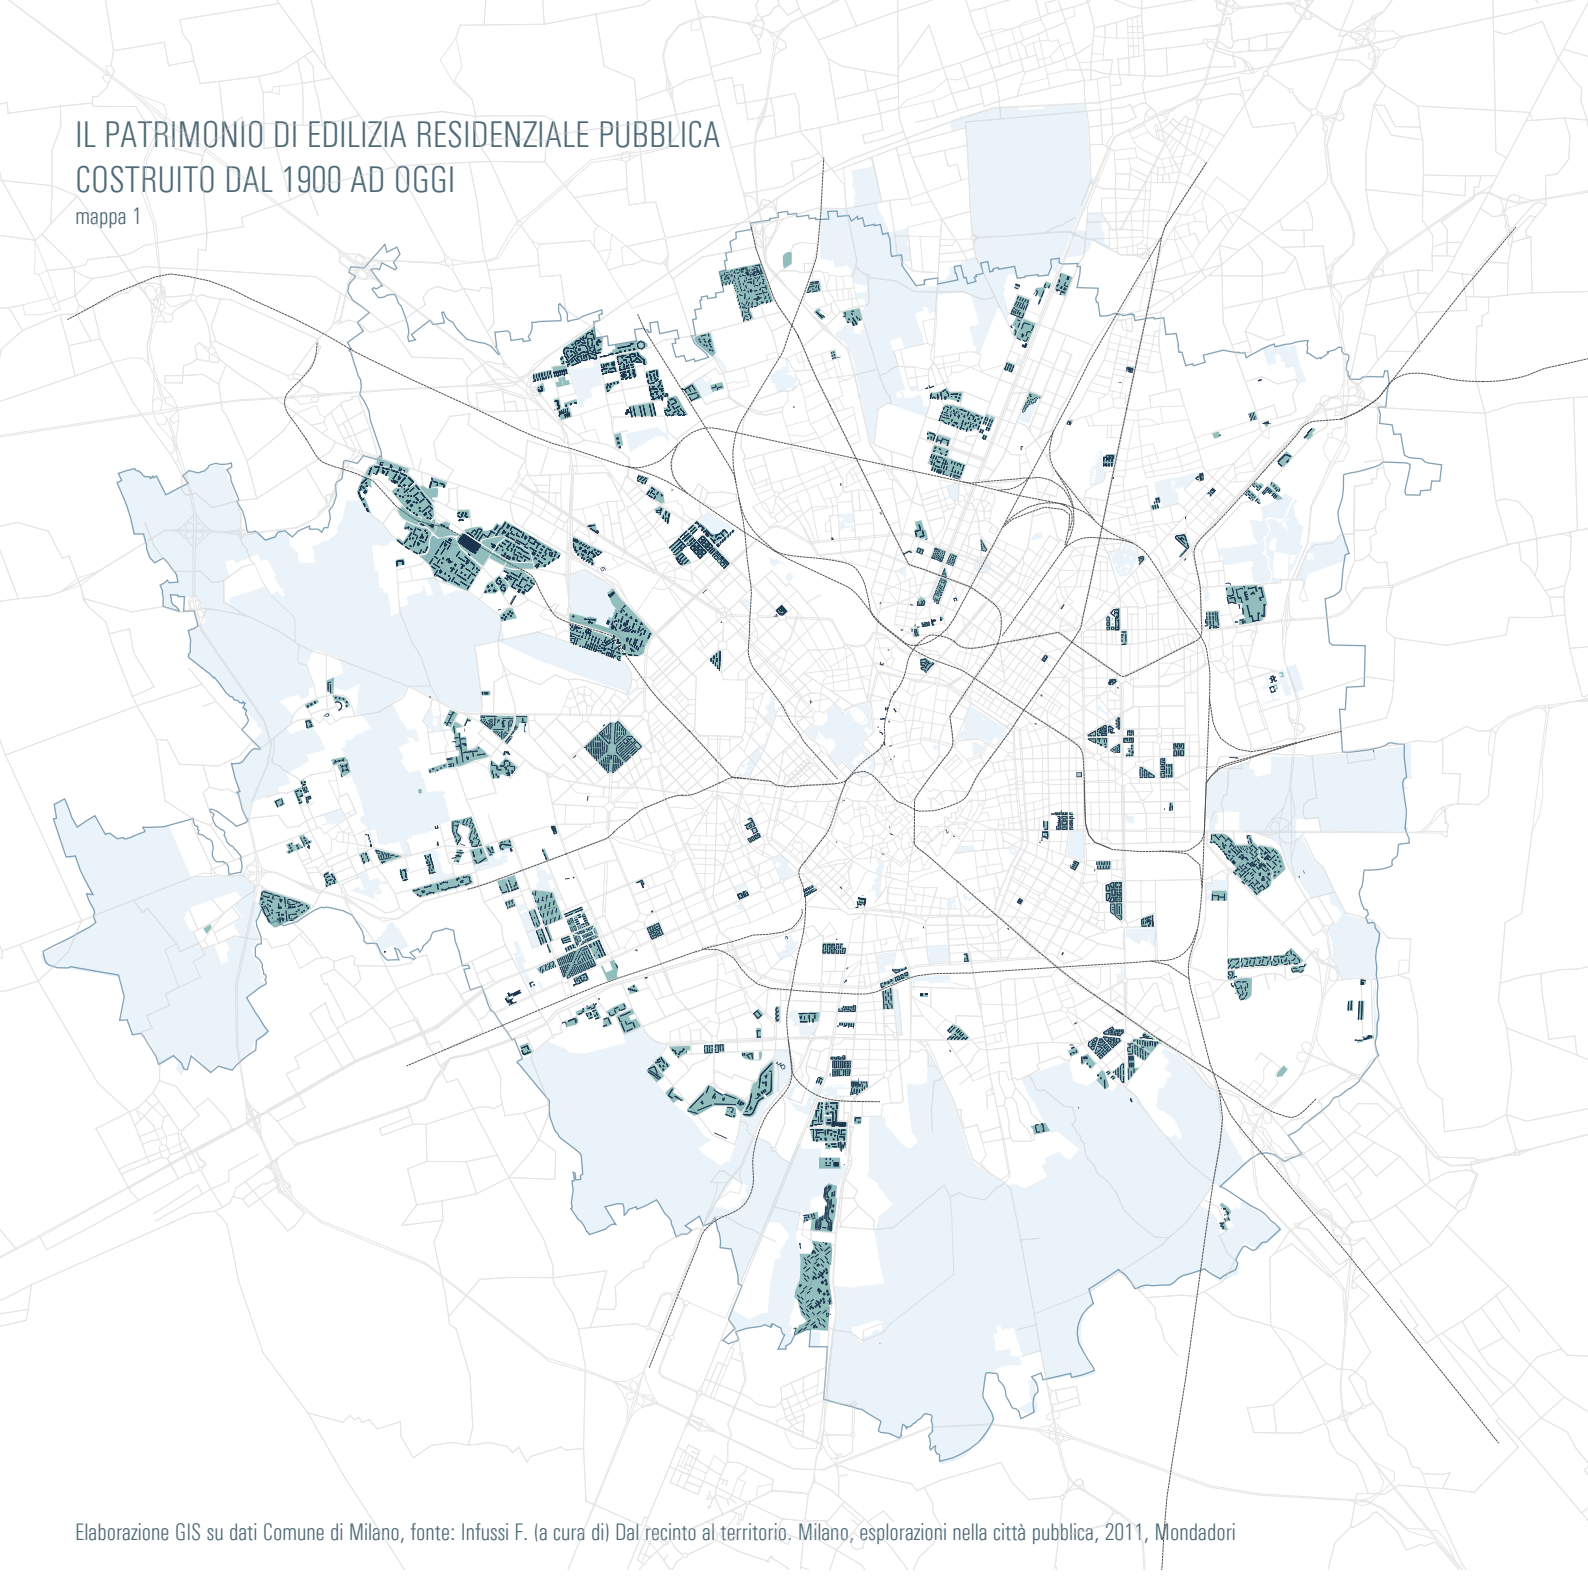 IL PATRIMONIO DI EDILIZIA RESIDENZIALE PUBBLICA
COSTRUITO DAL 1900 AD OGGI
mappa 1
Elaborazione GIS su dati Comune di Milano, fonte: Infussi F. (a cura di) Dal recinto al territorio. Milano, esplorazioni nella città pubblica, 2011, Mondadori